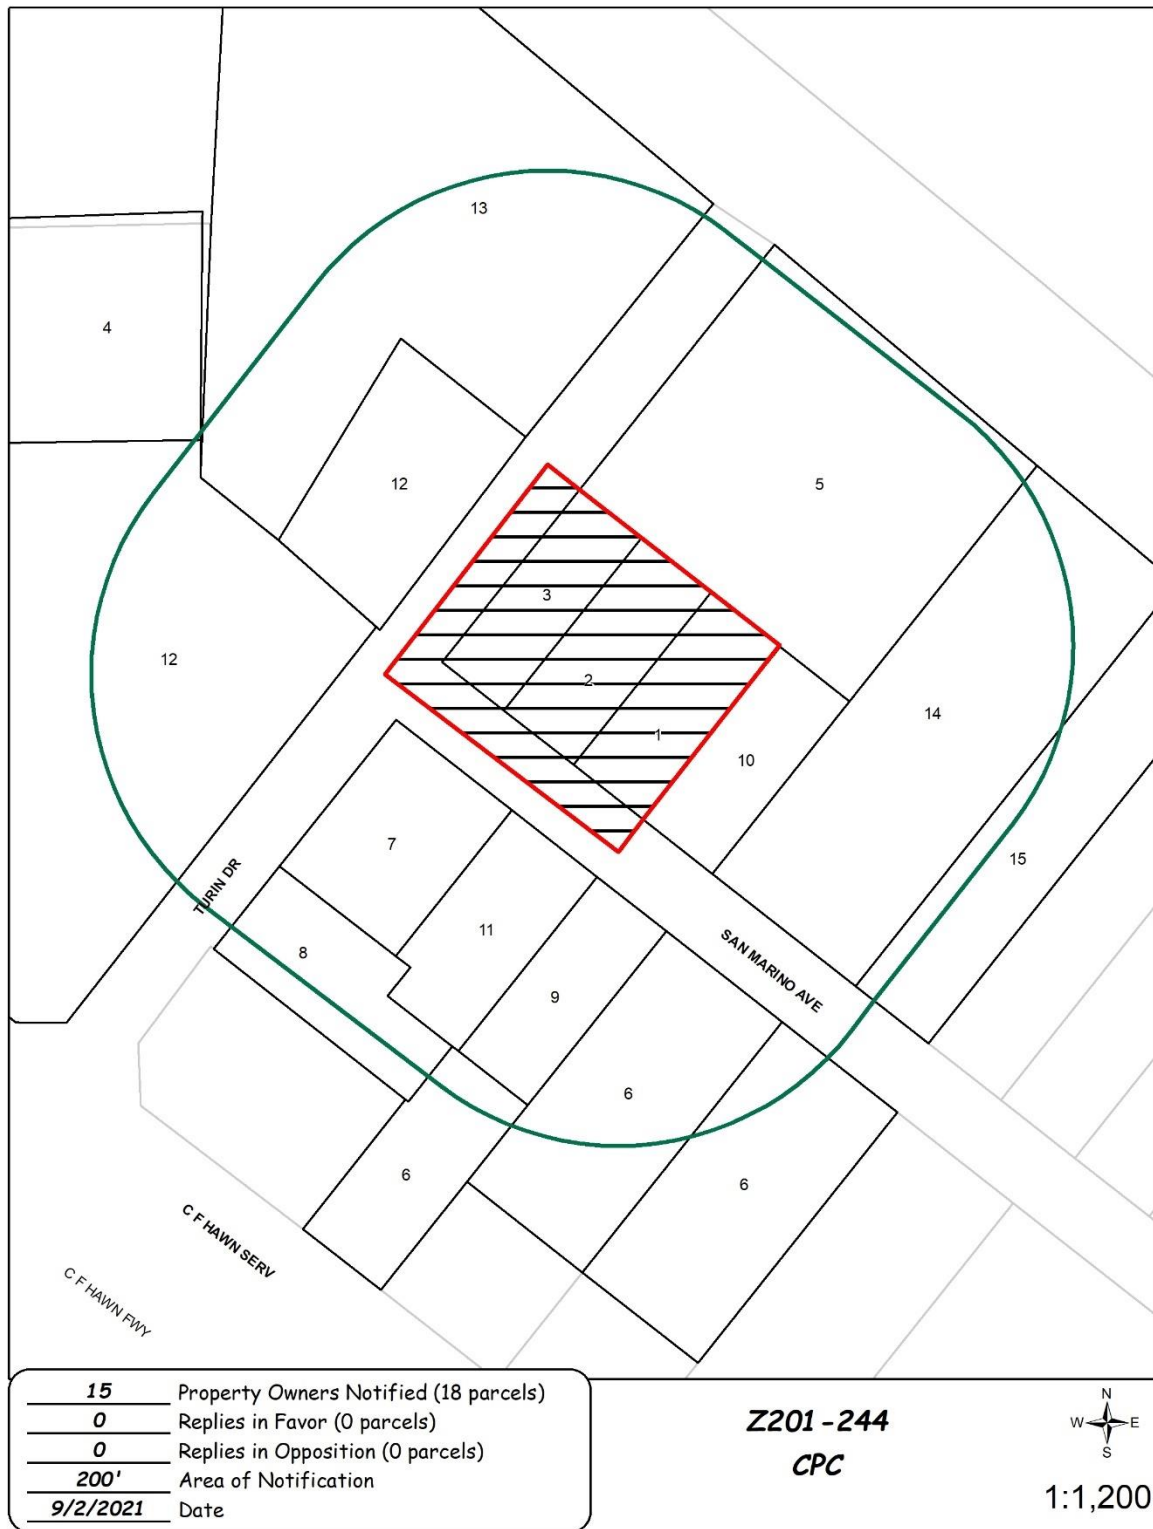 13
4
12
5
3
12
2
14
1
10
7
15
TURIN DR
11
SAN MARINO AVE
8
9
6
6
6
C F HAWN SERV
C F HAWN FWY
15 Property Owners Notified (18 parcels)
0 Replies in Favor (0 parcels)
0 Replies in Opposition (0 parcels)
200' Area of Notification
9/2/2021 Date
Z201-244
CPC
N
W E
S
1:1,200